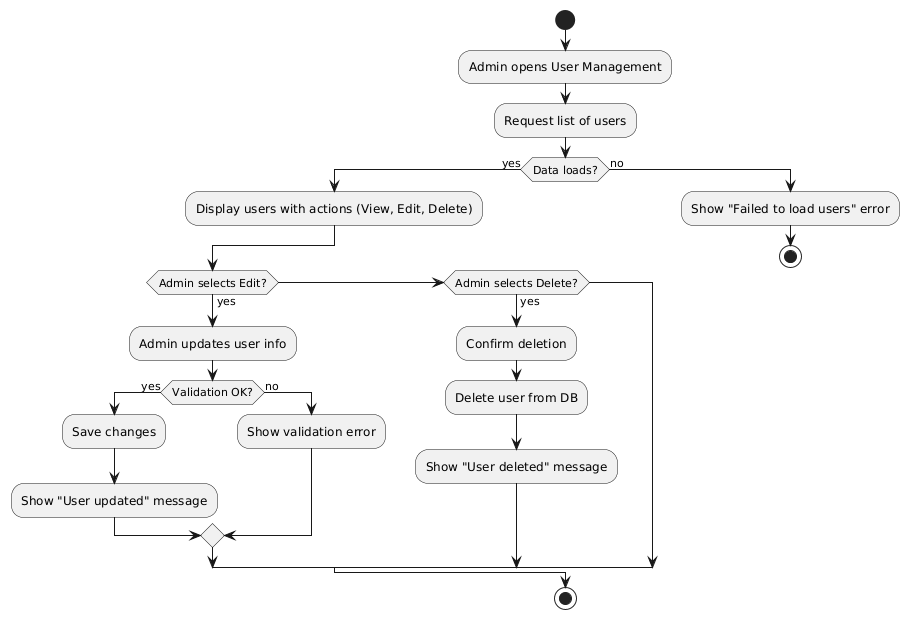 Admin opens User Management
Request list of users
yes
Data loads?
no
Display users with actions (View, Edit, Delete)
Show "Failed to load users" error
Admin selects Edit?
yes
Admin selects Delete?
yes
Admin updates user info
Confirm deletion
yes
Validation OK?
no
Delete user from DB
Save changes
Show validation error
Show "User deleted" message
Show "User updated" message